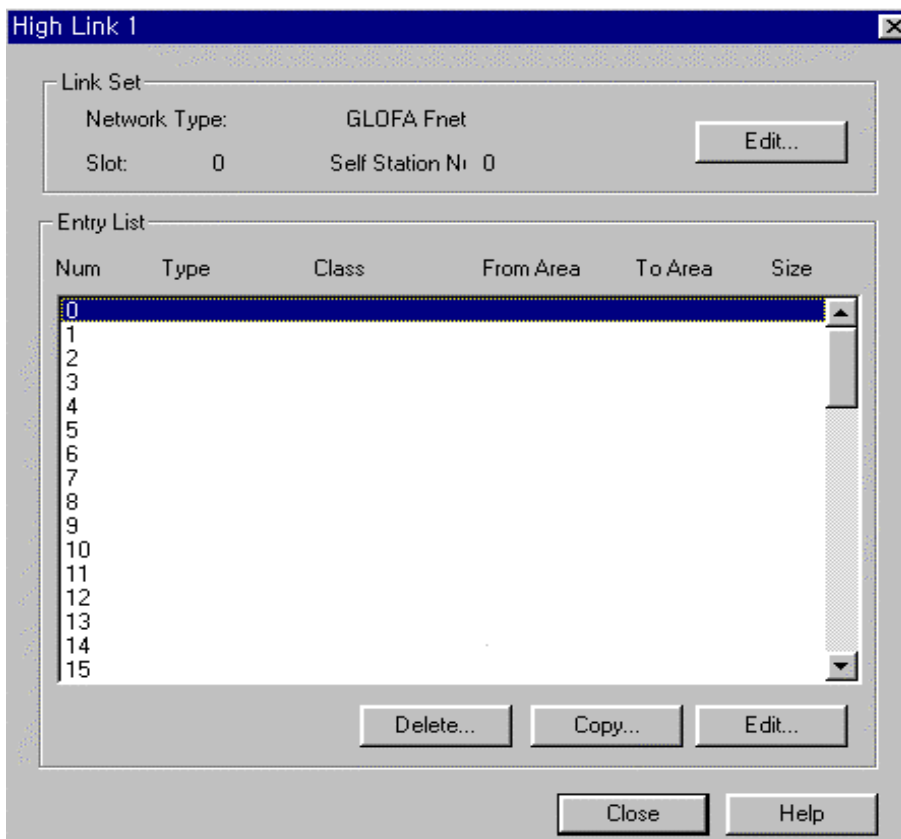 High Link 1
Link Set
Network Type: GLOFA Fnet
Edit...
Slot: 0 Self Station Nu 0
Entry List
Num Type Class From Area To Area Size
0
1
2
3
4
5
6
7
8
9
10
11
12
13
14
15
Delete... Copy... Edit...
Close Help